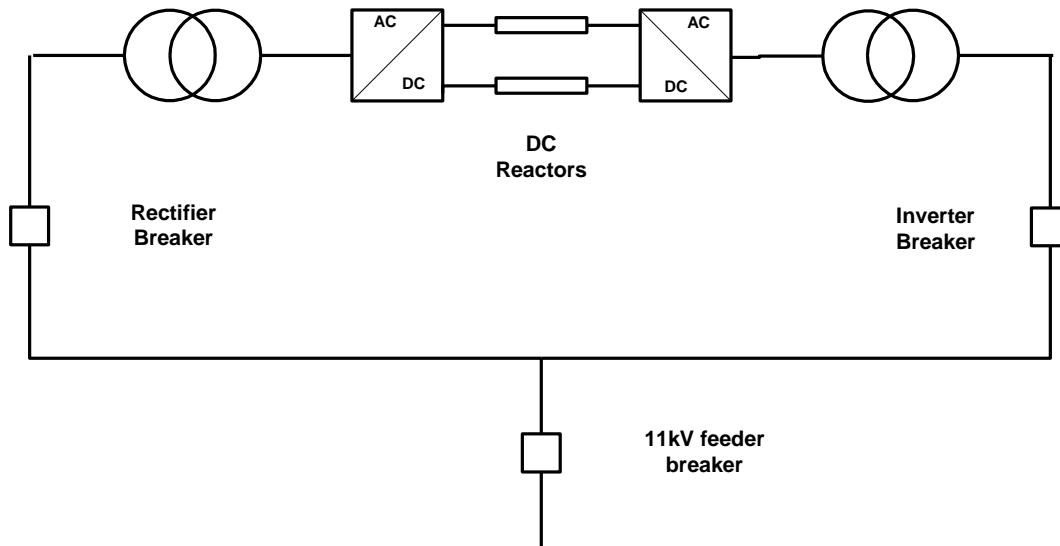 AC
DC
AC
DC
DC
Reactors
Rectifier
Breaker
Inverter
Breaker
11kV feeder
breaker